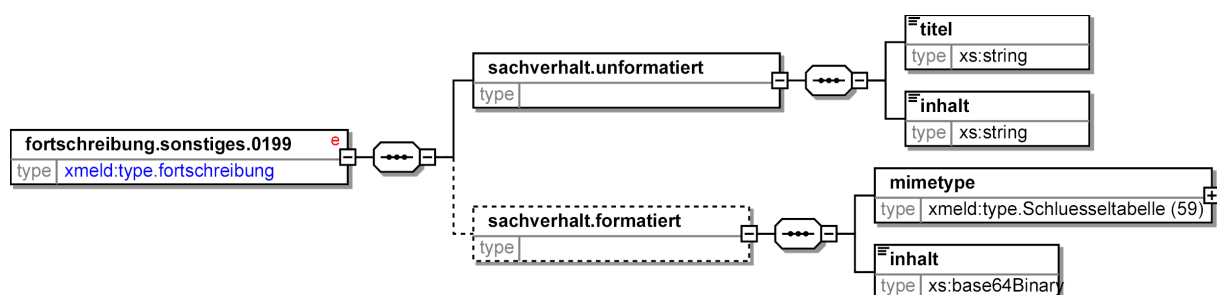 fortschreibung.sonstiges.0199 e
type xmeld:type.fortschreibung
sachverhalt.unformatiert
type
titel
type xs:string
inhalt
type xs:string
sachverhalt.formatiert
type
mimetype
type xmeld:type.Schluesseltabelle (59)
inhalt
type xs:base64Binary